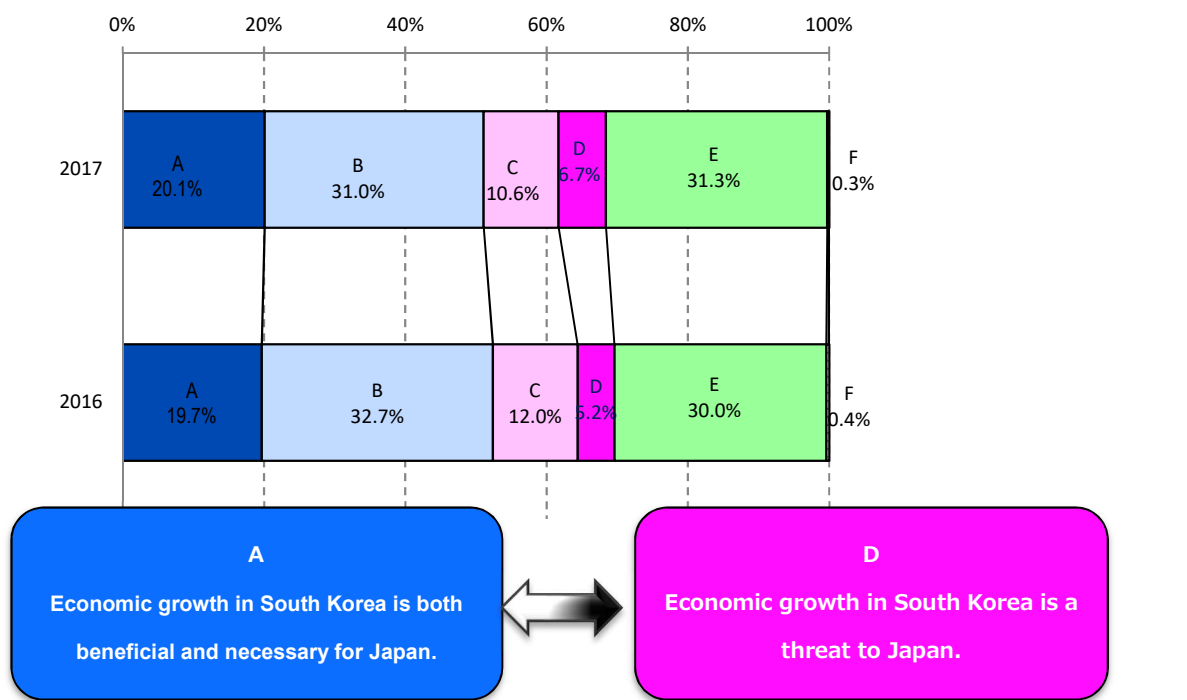 0% 20% 40% 60% 80% 100%
2017
A
20.1%
B
31.0%
C
10.6%
D
6.7%
E
31.3%
F
0.3%
2016
A
19.7%
B
32.7%
C
12.0%
D
5.2%
E
30.0%
F
0.4%
A
Economic growth in South Korea is both
beneficial and necessary for Japan.
D
Economic growth in South Korea is a
threat to Japan.